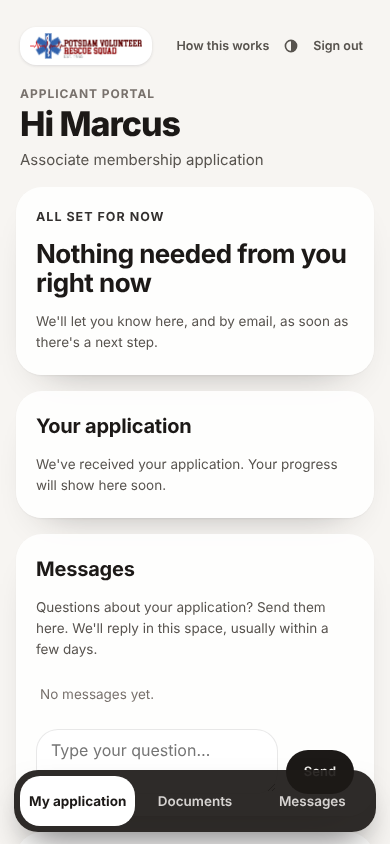 POTSDAM VOLUNTEER
RESCUE SQUAD
How this works
Sign out
APPLICANT PORTAL
Hi Marcus
Associate membership application
ALL SET FOR NOW
Nothing needed from you
right now
We'll let you know here, and by email, as soon as
there's a next step.
Your application
We've received your application. Your progress
will show here soon.
Messages
Questions about your application? Send them
here. We'll reply in this space, usually within a
few days.
No messages yet.
Type your question...
Send
My application
Documents
Messages